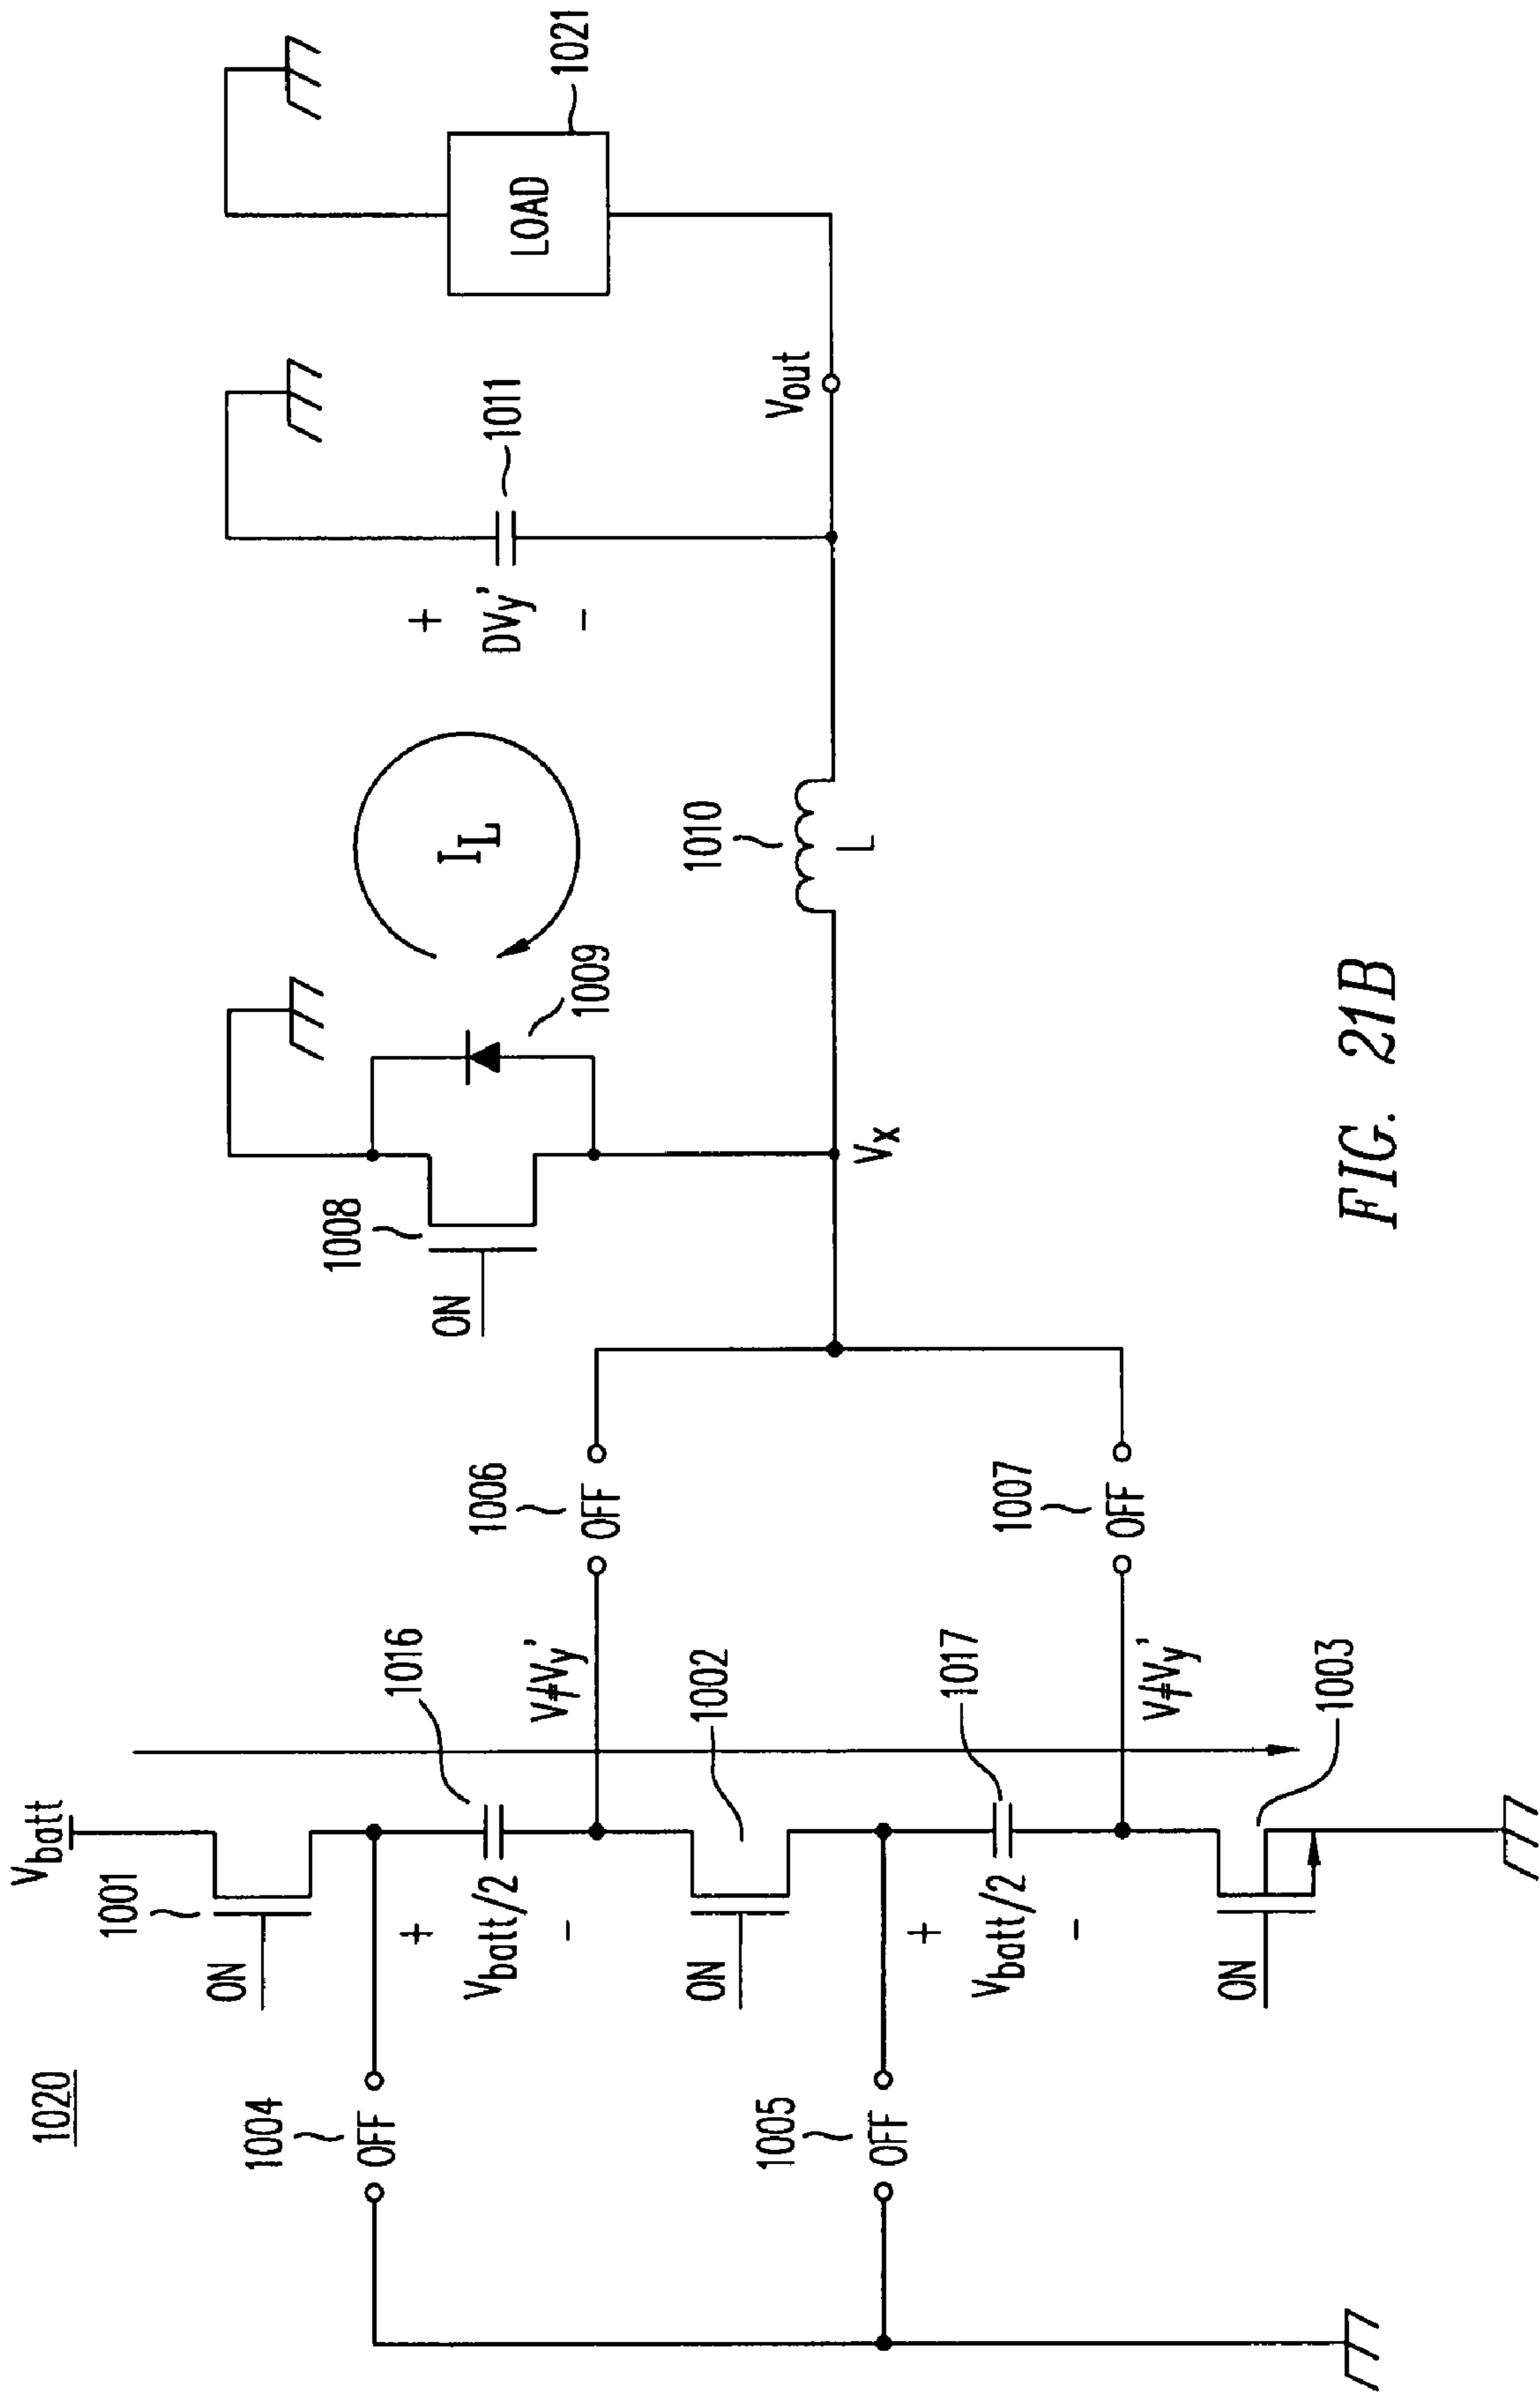 1020
V_batt
1001
ON
1004
OFF
+
V_batt/2
-
1016
V≠V_y'
1006
OFF
ON
1002
1005
OFF
+
V_batt/2
-
1017
V≠V_y'
1007
OFF
ON
1003
1008
ON
1009
V_x
I_L
1010
L
+
DV_y'
-
1011
V_out
LOAD
1021
FIG. 21B